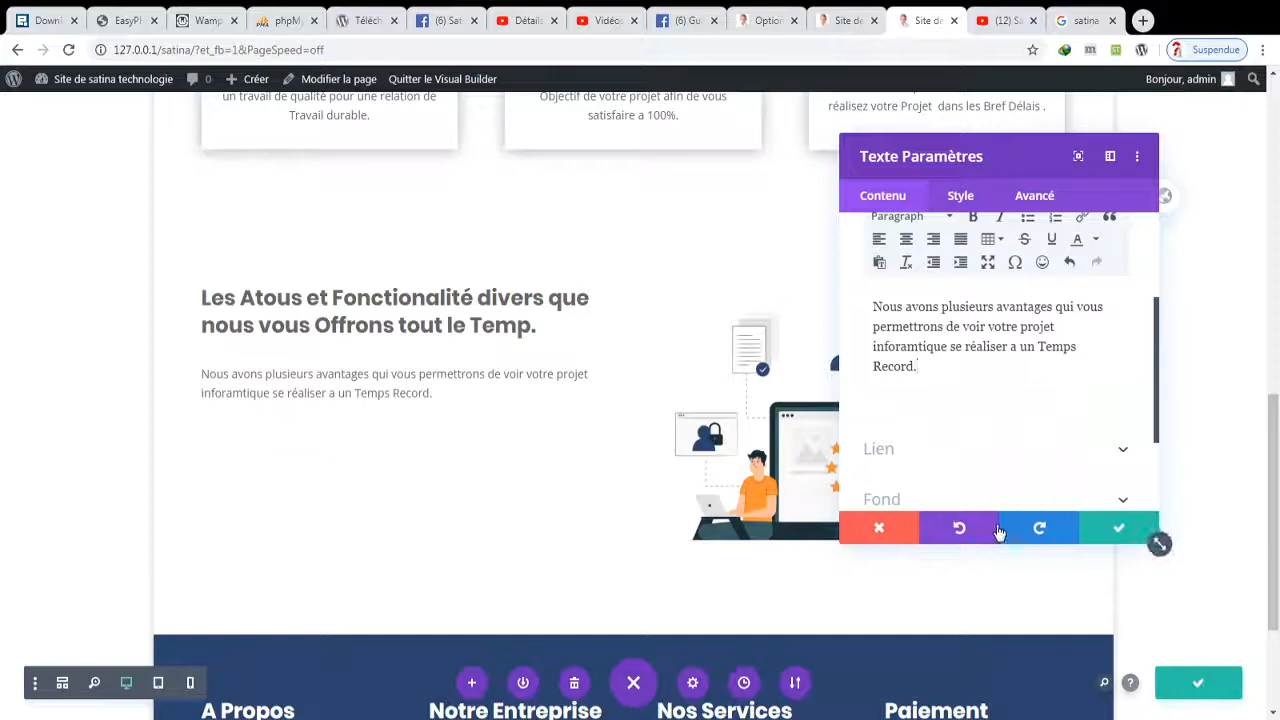 Downl
EasyPl
Wamp
phpM
Téléch
(6) Sat
Détails
Vidéos
(6) Gu
Option
Site de
Site de
(12) Sa
satina
127.0.0.1/satina/?et_fb=1&PageSpeed=off
Suspendue
Site de satina technologie
0
Créer
Modifier la page
Quitter le Visual Builder
Bonjour, admin
un travail de qualité pour une relation de
Travail durable.
Objectif de votre projet afin de vous
satisfaire a 100%.
réalisez votre Projet dans les Bref Délais .
Texte Paramètres
Contenu
Style
Avancé
Paragraph
Les Atous et Fonctionalité divers que
nous vous Offrons tout le Temp.
Nous avons plusieurs avantages qui vous permettrons de voir votre projet
inforamtique se réaliser a un Temps Record.
Nous avons plusieurs avantages qui vous
permettrons de voir votre projet
inforamtique se réaliser a un Temps
Record.
Lien
Fond
A Propos
Notre Entreprise
Nos Services
Paiement